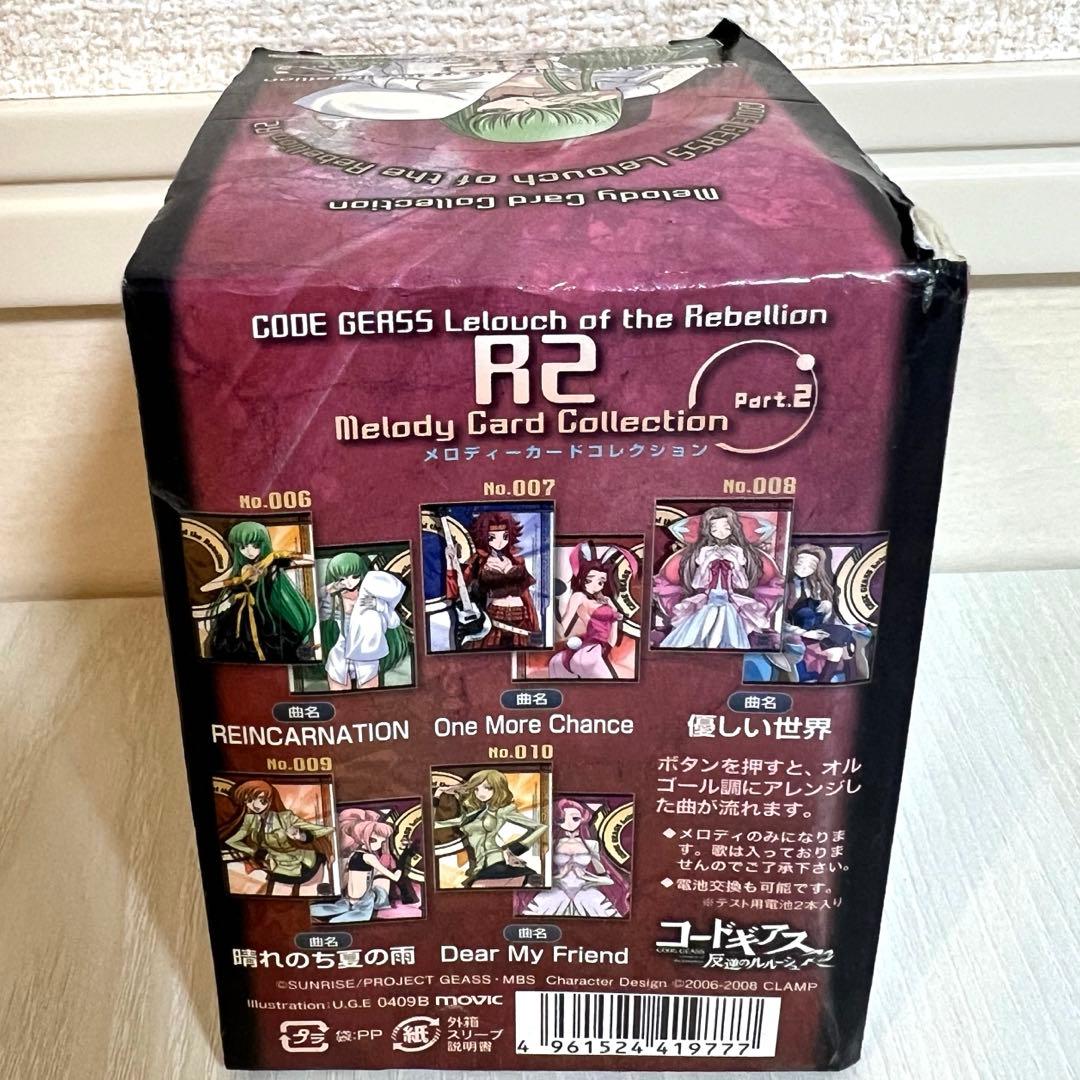 CODE GEASS Lelouch of the Rebellion R2
Melody Card Collection
CODE GEASS Lelouch of the Rebellion
R2
Melody Card Collection
Part.2
メロディーカードコレクション
No.006
No.007
No.008
曲名
REINCARNATION
曲名
One More Chance
曲名
優しい世界
No.009
No.010
曲名
晴れのち夏の雨
曲名
Dear My Friend
ボタンを押すと、オル
ゴール調にアレンジし
た曲が流れます。
◆メロディのみになりま
す。歌は入っておりま
せんのでご了承下さい。
◆電池交換も可能です。
※テスト用電池2本入り
コードギアス
CODE GEASS
反逆のルルーシュ R2
©SUNRISE/PROJECT GEASS・MBS Character Design ©2006-2008 CLAMP
Illustration:U.G.E 0409B movic
プラ
袋:PP
紙
外箱
スリーブ
説明書
4 961524 419777